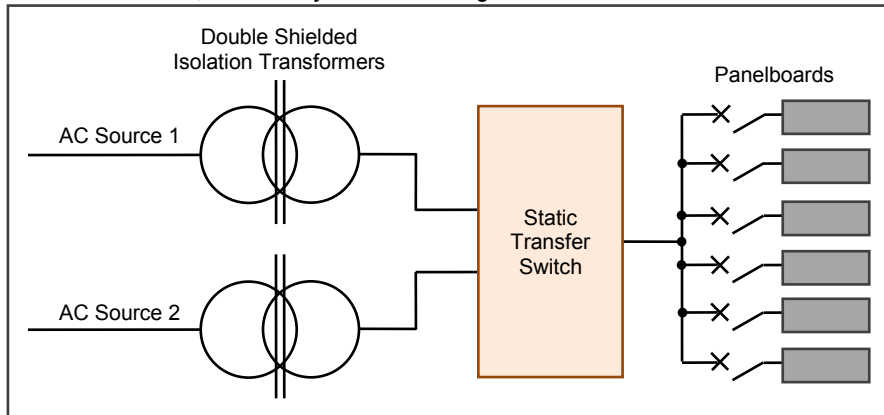 Double Shielded
Isolation Transformers
Panelboards
AC Source 1
Static
Transfer
Switch
AC Source 2